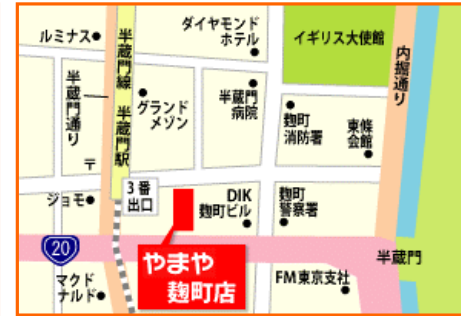 ルミナス
ダイヤモンド
ホテル
イギリス大使館
内掘通り
半蔵門線 半蔵門駅
半蔵門通り
グランド
メゾン
半蔵門
病院
麹町
消防署
東條
会館
〒
ジョモ
3番
出口
DIK
麹町ビル
麹町
警察署
20
やまや
麹町店
半蔵門
マクド
ナルド
FM東京支社